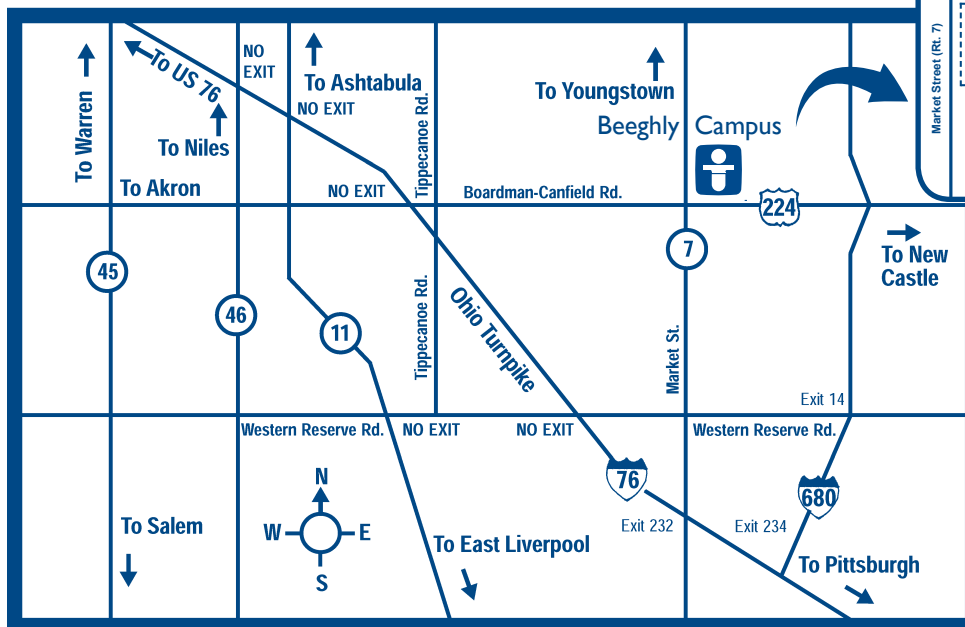 Market Street (Rt. 7)
NO
EXIT
To US 76
To Ashtabula
NO EXIT
To Warren
To Niles
Tippecanoe Rd.
To Youngstown
Beeghly Campus
To Akron
NO EXIT
Boardman-Canfield Rd.
224
45
46
11
7
To New
Castle
Tippecanoe Rd.
Ohio Turnpike
Market St.
Exit 14
Western Reserve Rd.
NO EXIT
NO EXIT
Western Reserve Rd.
76
680
N
W
E
S
To Salem
To East Liverpool
Exit 232
Exit 234
To Pittsburgh